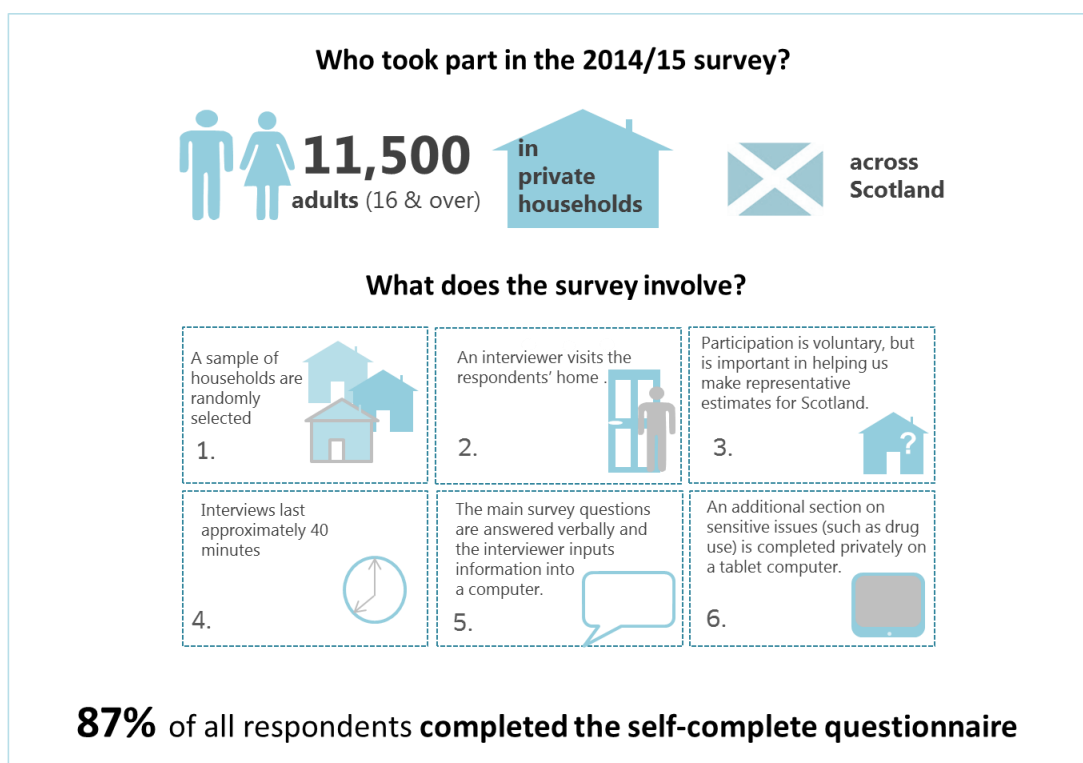 Who took part in the 2014/15 survey?
11,500
adults (16 & over)
in
private
households
across
Scotland
What does the survey involve?
A sample of
households are
randomly
selected
1.
An interviewer visits the
respondents’ home .
2.
Participation is voluntary, but
is important in helping us
make representative
estimates for Scotland.
?
3.
Interviews last
approximately 40
minutes
4.
The main survey questions
are answered verbally and
the interviewer inputs
information into
a computer.
5.
An additional section on
sensitive issues (such as drug
use) is completed privately on
a tablet computer.
6.
87% of all respondents completed the self-complete questionnaire